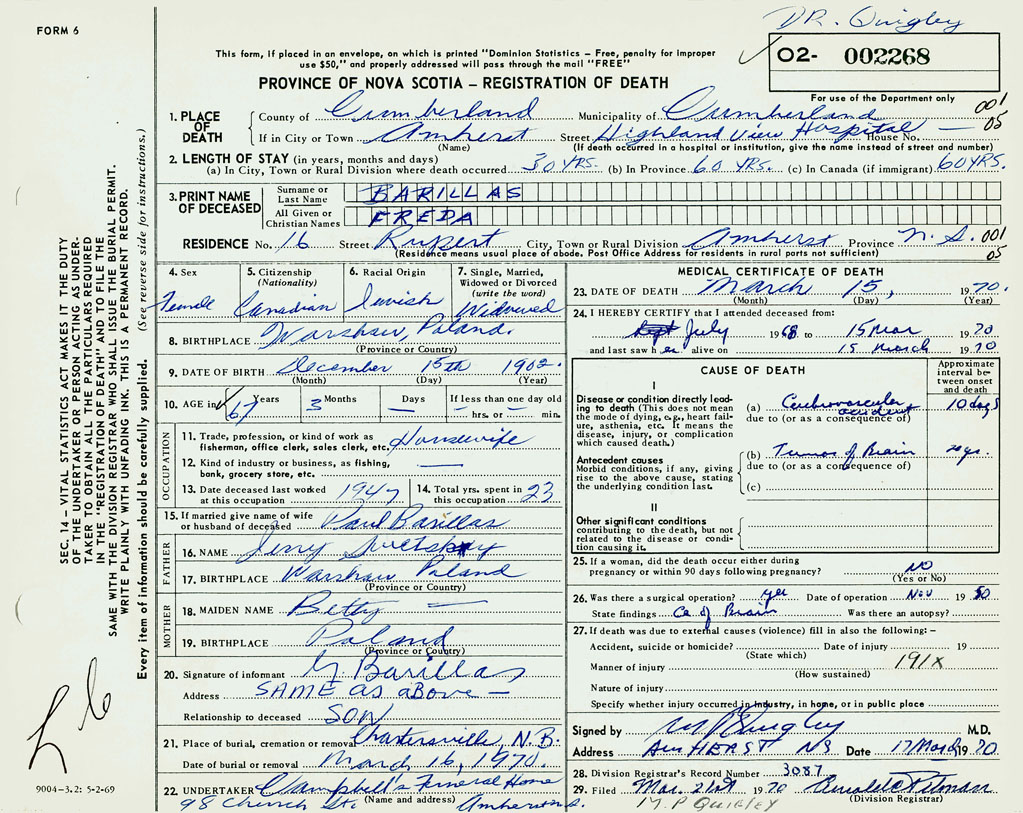 DR. Quigley
FORM 6
This form, if placed in an envelope, on which is printed "Dominion Statistics – Free, penalty for improper
use $50," and properly addressed will pass through the mail "FREE"
02- 002268
PROVINCE OF NOVA SCOTIA – REGISTRATION OF DEATH
For use of the Department only
001
05
1. PLACE OF DEATH County of Cumberland Municipality of Cumberland
If in City or Town Amherst Street Highland View Hospital House No. —
(Name) (If death occurred in a hospital or institution, give the name instead of street and number)
2. LENGTH OF STAY (in years, months and days)
(a) In City, Town or Rural Division where death occurred 30 YRS. (b) In Province 60 YRS. (c) In Canada (if immigrant) 60 YRS.
3. PRINT NAME OF DECEASED Surname or Last Name BARILLAS
All Given or Christian Names FREDA
RESIDENCE No. 16 Street Rupert City, Town or Rural Division Amherst Province N.S. 001
05
(Residence means usual place of abode. Post Office Address for residents in rural parts not sufficient)
SEC. 14 – VITAL STATISTICS ACT MAKES IT THE DUTY
OF THE UNDERTAKER OR PERSON ACTING AS UNDER-
TAKER TO OBTAIN ALL THE PARTICULARS REQUIRED
IN THE "REGISTRATION OF DEATH" AND TO FILE THE
SAME WITH THE DIVISION REGISTRAR WHO SHALL ISSUE THE BURIAL PERMIT.
WRITE PLAINLY WITH UNFADING INK. THIS IS A PERMANENT RECORD.
Every item of information should be carefully supplied. (See reverse side for instructions.)
4. Sex Female
5. Citizenship (Nationality) Canadian
6. Racial Origin Jewish
7. Single, Married, Widowed or Divorced (write the word) Widowed
8. BIRTHPLACE Warshaw, Poland.
(Province or Country)
9. DATE OF BIRTH December 15th 1902
(Month) (Day) (Year)
10. AGE in 67 Years 3 Months — Days If less than one day old
— hrs. or — min.
OCCUPATION
11. Trade, profession, or kind of work as
fisherman, office clerk, sales clerk, etc. Housewife
12. Kind of industry or business, as fishing,
bank, grocery store, etc. —
13. Date deceased last worked
at this occupation 1947
14. Total yrs. spent in
this occupation 23
15. If married give name of wife
or husband of deceased Paul Barillas
FATHER
16. NAME Jerry
17. BIRTHPLACE Warshaw Poland
(Province or Country)
MOTHER
18. MAIDEN NAME Betty —
19. BIRTHPLACE Poland
(Province or Country)
20. Signature of informant Barillas
Address SAME AS ABOVE —
Relationship to deceased SON
21. Place of burial, cremation or removal Chartersville, N.B.
Date of burial or removal March 16, 1970.
22. UNDERTAKER Campbell's Funeral Home
(Name and address)
98 Church St. Amherst N.S.
9004-3.2: 5-2-69
MEDICAL CERTIFICATE OF DEATH
23. DATE OF DEATH March 15, 1970.
(Month) (Day) (Year)
24. I HEREBY CERTIFY that I attended deceased from:
July 1968 to 15 Mar 1970
and last saw her alive on 15 March 1970
CAUSE OF DEATH
Approximate interval between onset and death
I
Disease or condition directly lead-
ing to death (This does not mean
the mode of dying, e.g., heart fail-
ure, asthenia, etc. It means the
disease, injury, or complication
which caused death.)
(a) Cerebrovascular accident 10 days
due to (or as a consequence of)
Antecedent causes
Morbid conditions, if any, giving
rise to the above cause, stating
the underlying condition last.
(b) Tumor of Brain
due to (or as a consequence of)
(c)
II
Other significant conditions
contributing to the death, but not
related to the disease or condi-
tion causing it.
25. If a woman, did the death occur either during
pregnancy or within 90 days following pregnancy? NO
(Yes or No)
26. Was there a surgical operation? yes Date of operation Nov 1950
State findings Ca of Brain Was there an autopsy?
27. If death was due to external causes (violence) fill in also the following: –
Accident, suicide or homicide? Date of injury 19
(State which)
191X
Manner of injury
(How sustained)
Nature of injury
Specify whether injury occurred in Industry, in home, or in public place
Signed by MP Quigley M.D.
Address AMHERST NS Date 17 Mar 1970
28. Division Registrar's Record Number 3087
29. Filed Mar. 21st 1970 Pitman
(Division Registrar)
M.P QUIGLEY